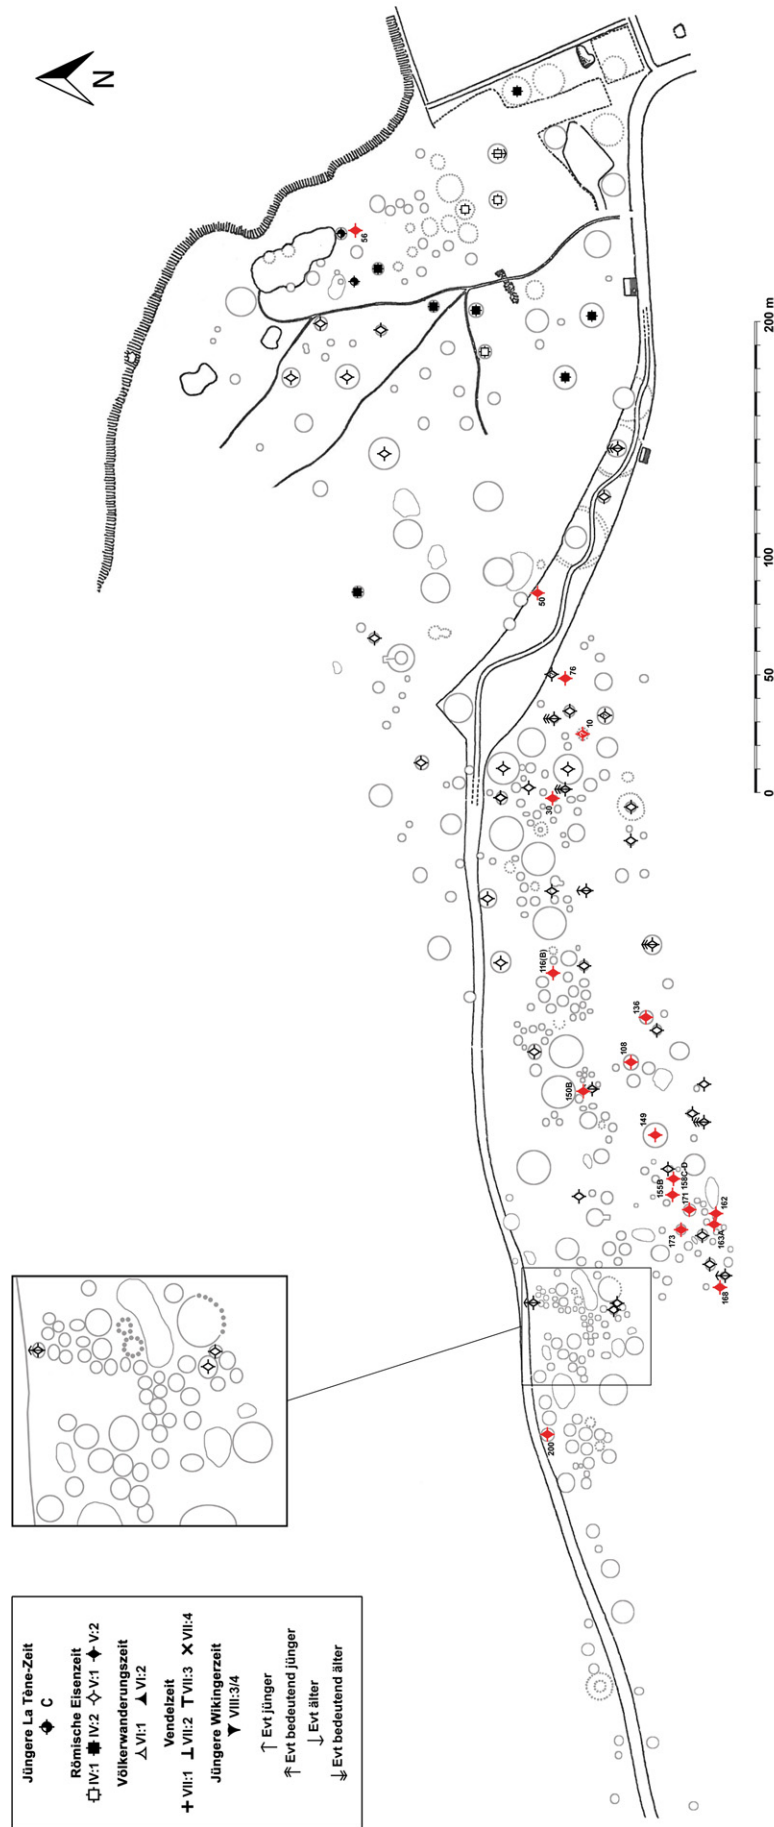 N
56
50
76
10
30
116(B)
136
108
150B
149
155B
158C-D
171
162
163A
173
168
200
0
50
100
200 m
Jüngere La Tène-Zeit
C
Römische Eisenzeit
IV:1 IV:2 V:1 V:2
Völkerwanderungszeit
VI:1 VI:2
Vendelzeit
VII:1 VII:2 VII:3 VII:4
Jüngere Wikingerzeit
VIII:3/4
Evt jünger
Evt bedeutend jünger
Evt älter
Evt bedeutend älter